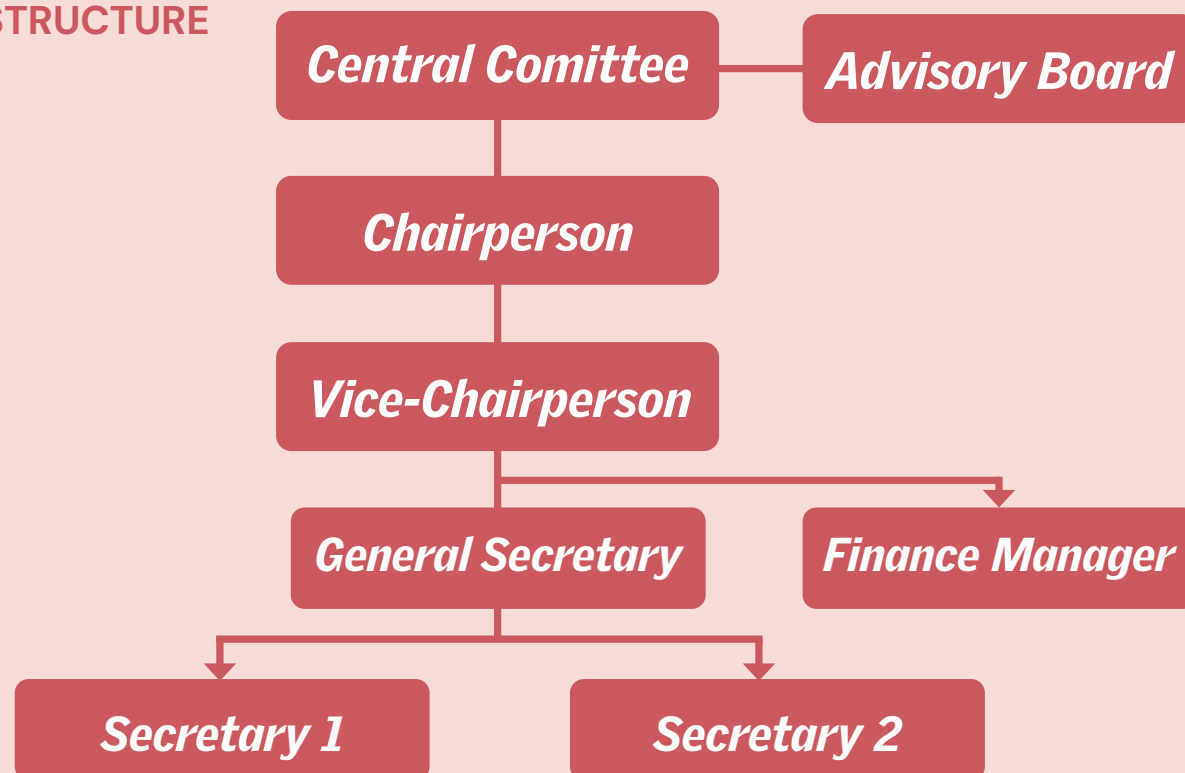 STRUCTURE
Central Comittee
Advisory Board
Chairperson
Vice-Chairperson
General Secretary
Finance Manager
Secretary 1
Secretary 2